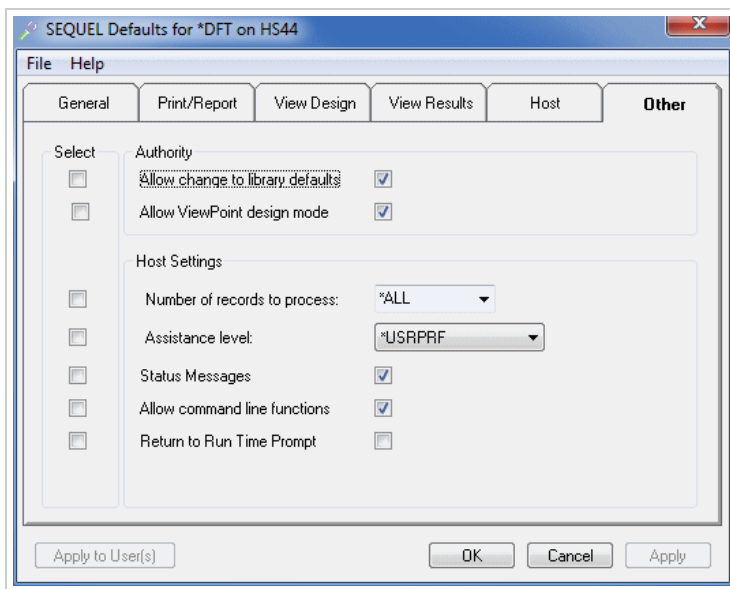 SEQUEL Defaults for *DFT on HS44
File Help
General Print/Report View Design View Results Host Other
Select Authority
Allow change to library defaults
Allow ViewPoint design mode
Host Settings
Number of records to process: *ALL
Assistance level: *USRPRF
Status Messages
Allow command line functions
Return to Run Time Prompt
Apply to User(s) OK Cancel Apply